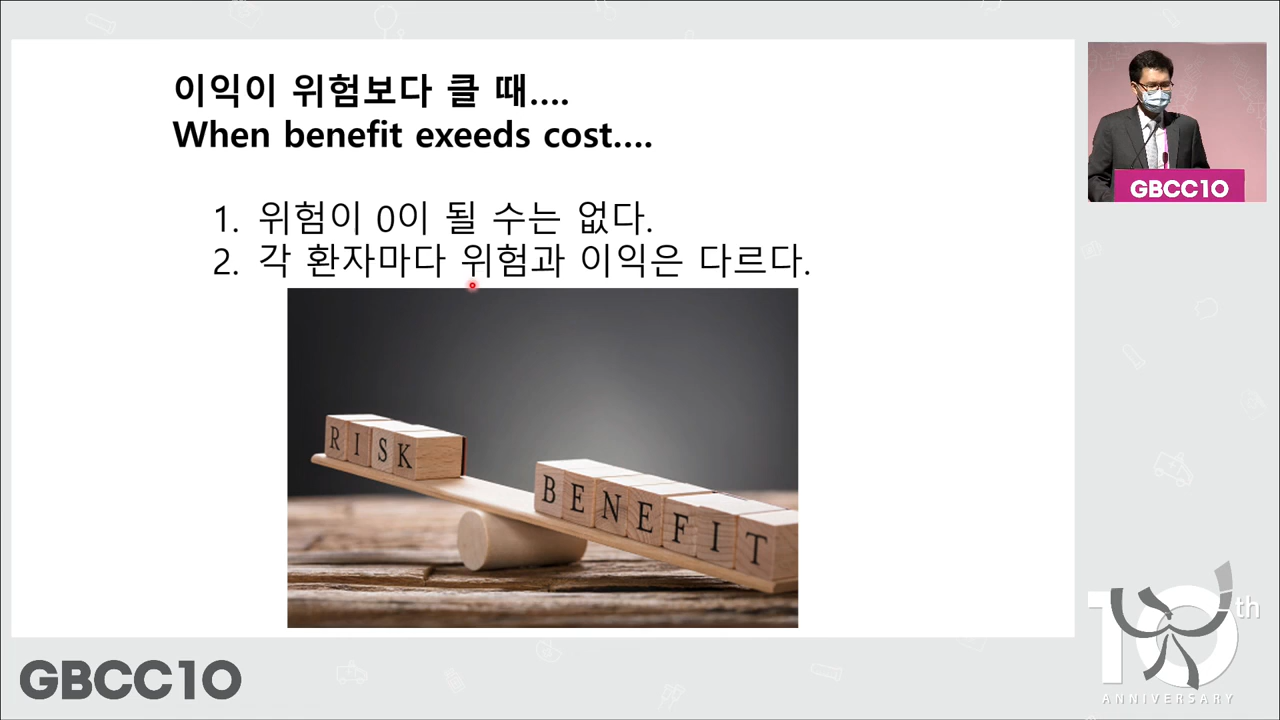 이익이 위험보다 클 때....
When benefit exeeds cost....
1. 위험이 0이 될 수는 없다.
2. 각 환자마다 위험과 이익은 다르다.
RISK
BENEFIT
GBCC10
GBCC10
10th
ANNIVERSARY